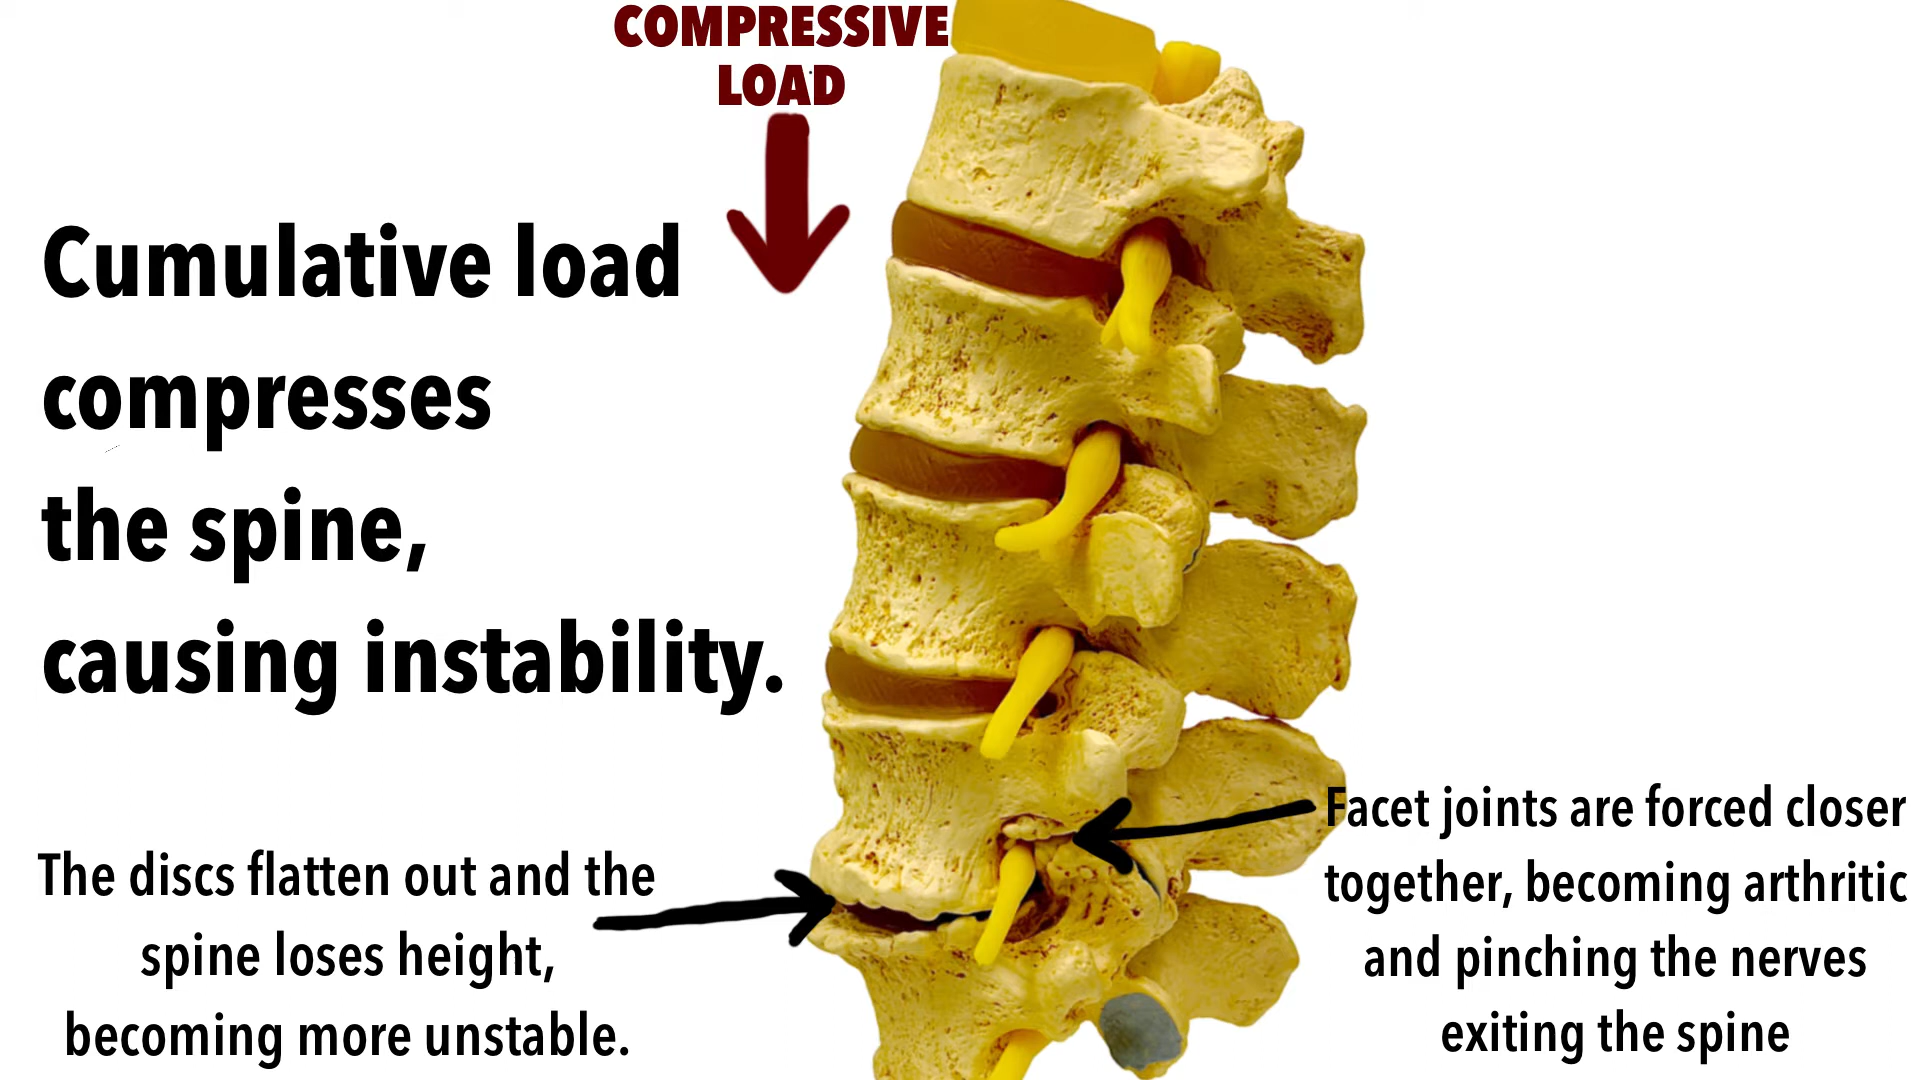 COMPRESSIVE
LOAD
Cumulative load
compresses
the spine,
causing instability.
The discs flatten out and the
spine loses height,
becoming more unstable.
Facet joints are forced closer
together, becoming arthritic
and pinching the nerves
exiting the spine